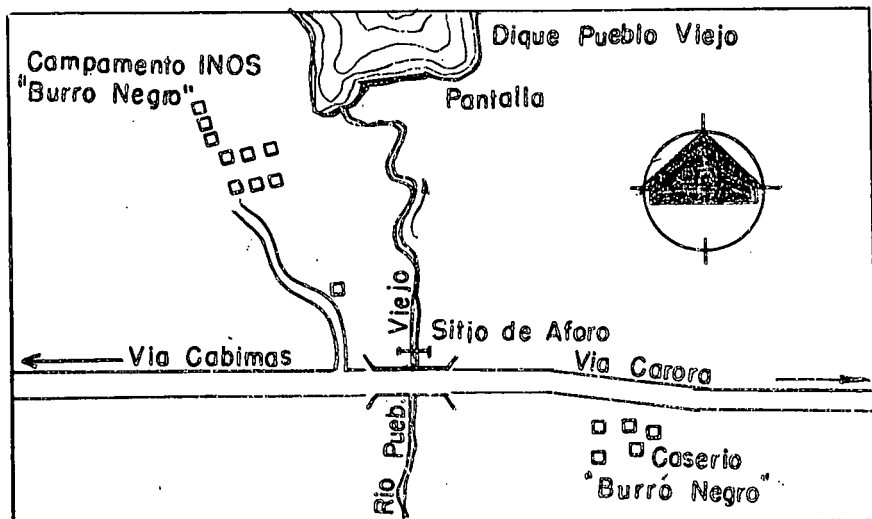 Dique Pueblo Viejo
Campamento INOS
"Burro Negro"
Pantalla
Viejo
Sitio de Aforo
Via Cabimas
Via Carora
Rio Pueb.
Caserio
"Burro Negro"